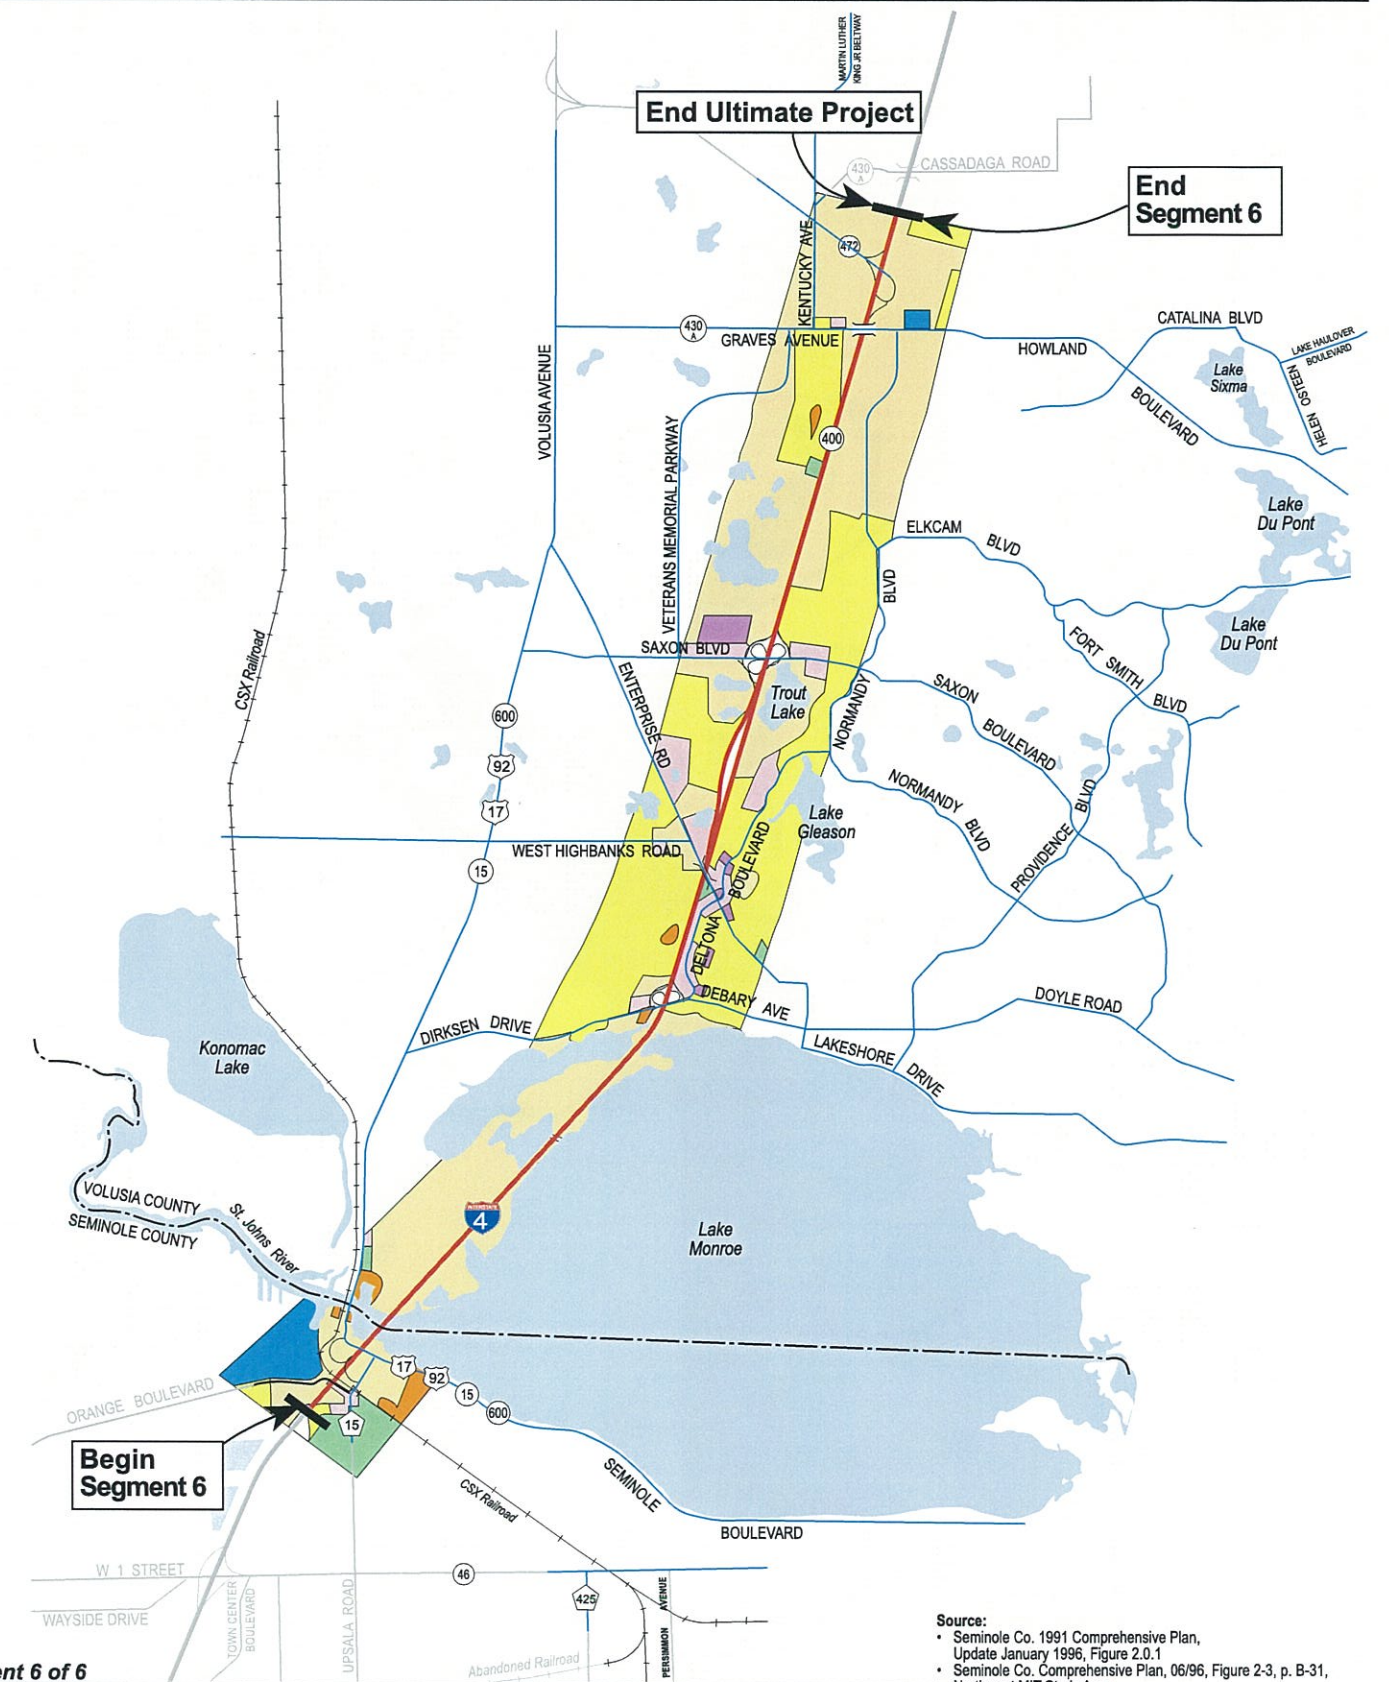 MARTIN LUTHER
KING JR BELTWAY
End Ultimate Project
430
A
CASSADAGA ROAD
End
Segment 6
KENTUCKY AVE
472
430
A
GRAVES AVENUE
HOWLAND
BOULEVARD
CATALINA BLVD
LAKE HAULOVER
BOULEVARD
HELEN OSTEEN
Lake
Sixma
VOLUSIA AVENUE
VETERANS MEMORIAL PARKWAY
400
Lake
Du Pont
ELKCAM BLVD
BLVD
NORMANDY
Lake
Du Pont
FORT SMITH BLVD
CSX Railroad
SAXON BLVD
ENTERPRISE RD
Trout
Lake
SAXON BOULEVARD
600
92
17
15
NORMANDY BLVD
PROVIDENCE BLVD
Lake
Gleason
WEST HIGHBANKS ROAD
DELTONA BOULEVARD
DEBARY AVE
DOYLE ROAD
DIRKSEN DRIVE
LAKESHORE DRIVE
Konomac
Lake
VOLUSIA COUNTY
SEMINOLE COUNTY
St. Johns River
INTERSTATE
4
Lake
Monroe
17
92
15
600
ORANGE BOULEVARD
15
Begin
Segment 6
CSX Railroad
SEMINOLE
BOULEVARD
W 1 STREET
46
WAYSIDE DRIVE
TOWN CENTER
BOULEVARD
UPSALA ROAD
425
PERSIMMON AVENUE
Abandoned Railroad
Source:
• Seminole Co. 1991 Comprehensive Plan,
Update January 1996, Figure 2.0.1
• Seminole Co. Comprehensive Plan, 06/96, Figure 2-3, p. B-31,
ent 6 of 6